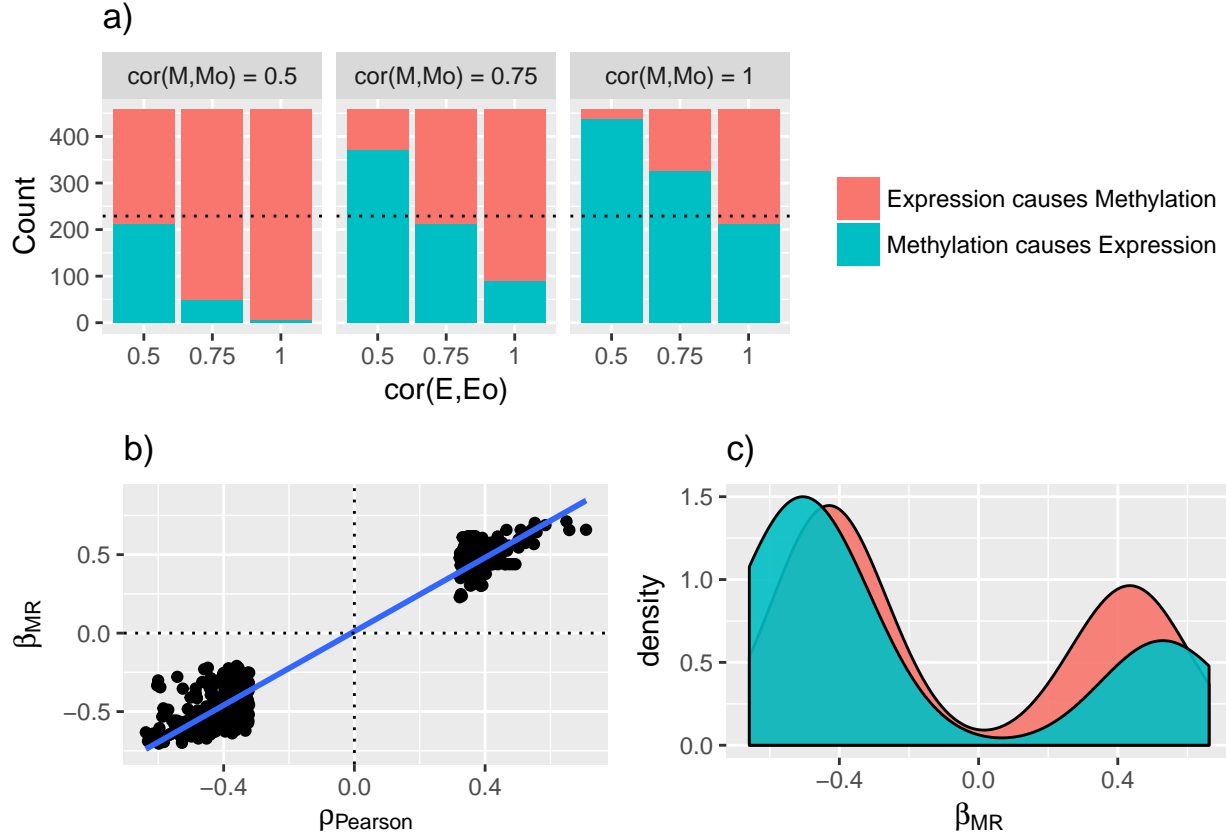 a)
cor(M,Mo) = 0.5
cor(M,Mo) = 0.75
cor(M,Mo) = 1
400
300
200
100
0
Count
0.5 0.75 1
0.5 0.75 1
0.5 0.75 1
cor(E,Eo)
Expression causes Methylation
Methylation causes Expression
b)
0.5
0.0
−0.5
βMR
−0.4 0.0 0.4
ρPearson
c)
1.5
1.0
0.5
0.0
density
−0.4 0.0 0.4
βMR